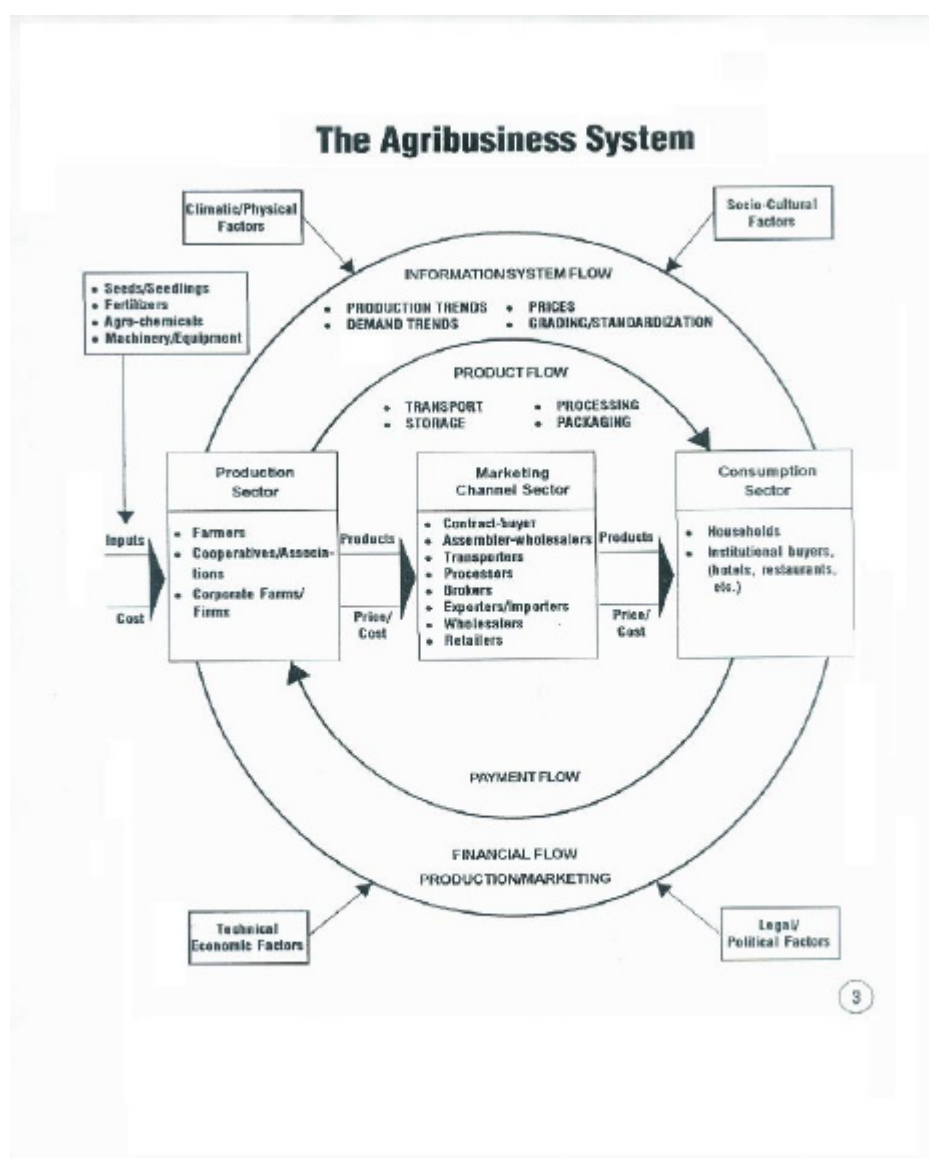 The Agribusiness System
Climatic/Physical
Factors
Socio-Cultural
Factors
INFORMATION SYSTEM FLOW
• PRODUCTION TRENDS • PRICES
• DEMAND TRENDS • GRADING/STANDARDIZATION
• Seeds/Seedlings
• Fertilizers
• Agro-chemicals
• Machinery/Equipment
PRODUCT FLOW
• TRANSPORT • PROCESSING
• STORAGE • PACKAGING
Production
Sector
Marketing
Channel Sector
Consumption
Sector
Inputs
Cost
• Farmers
• Cooperatives/Associa-
tions
• Corporate Farms/
Firms
Products
Price/
Cost
• Contract-buyer
• Assembler-wholesalers
• Transporters
• Processors
• Brokers
• Exporters/Importers
• Wholesalers
• Retailers
Products
Price/
Cost
• Households
• Institutional buyers,
(hotels, restaurants,
etc.)
PAYMENT FLOW
FINANCIAL FLOW
PRODUCTION/MARKETING
Technical
Economic Factors
Legal/
Political Factors
3